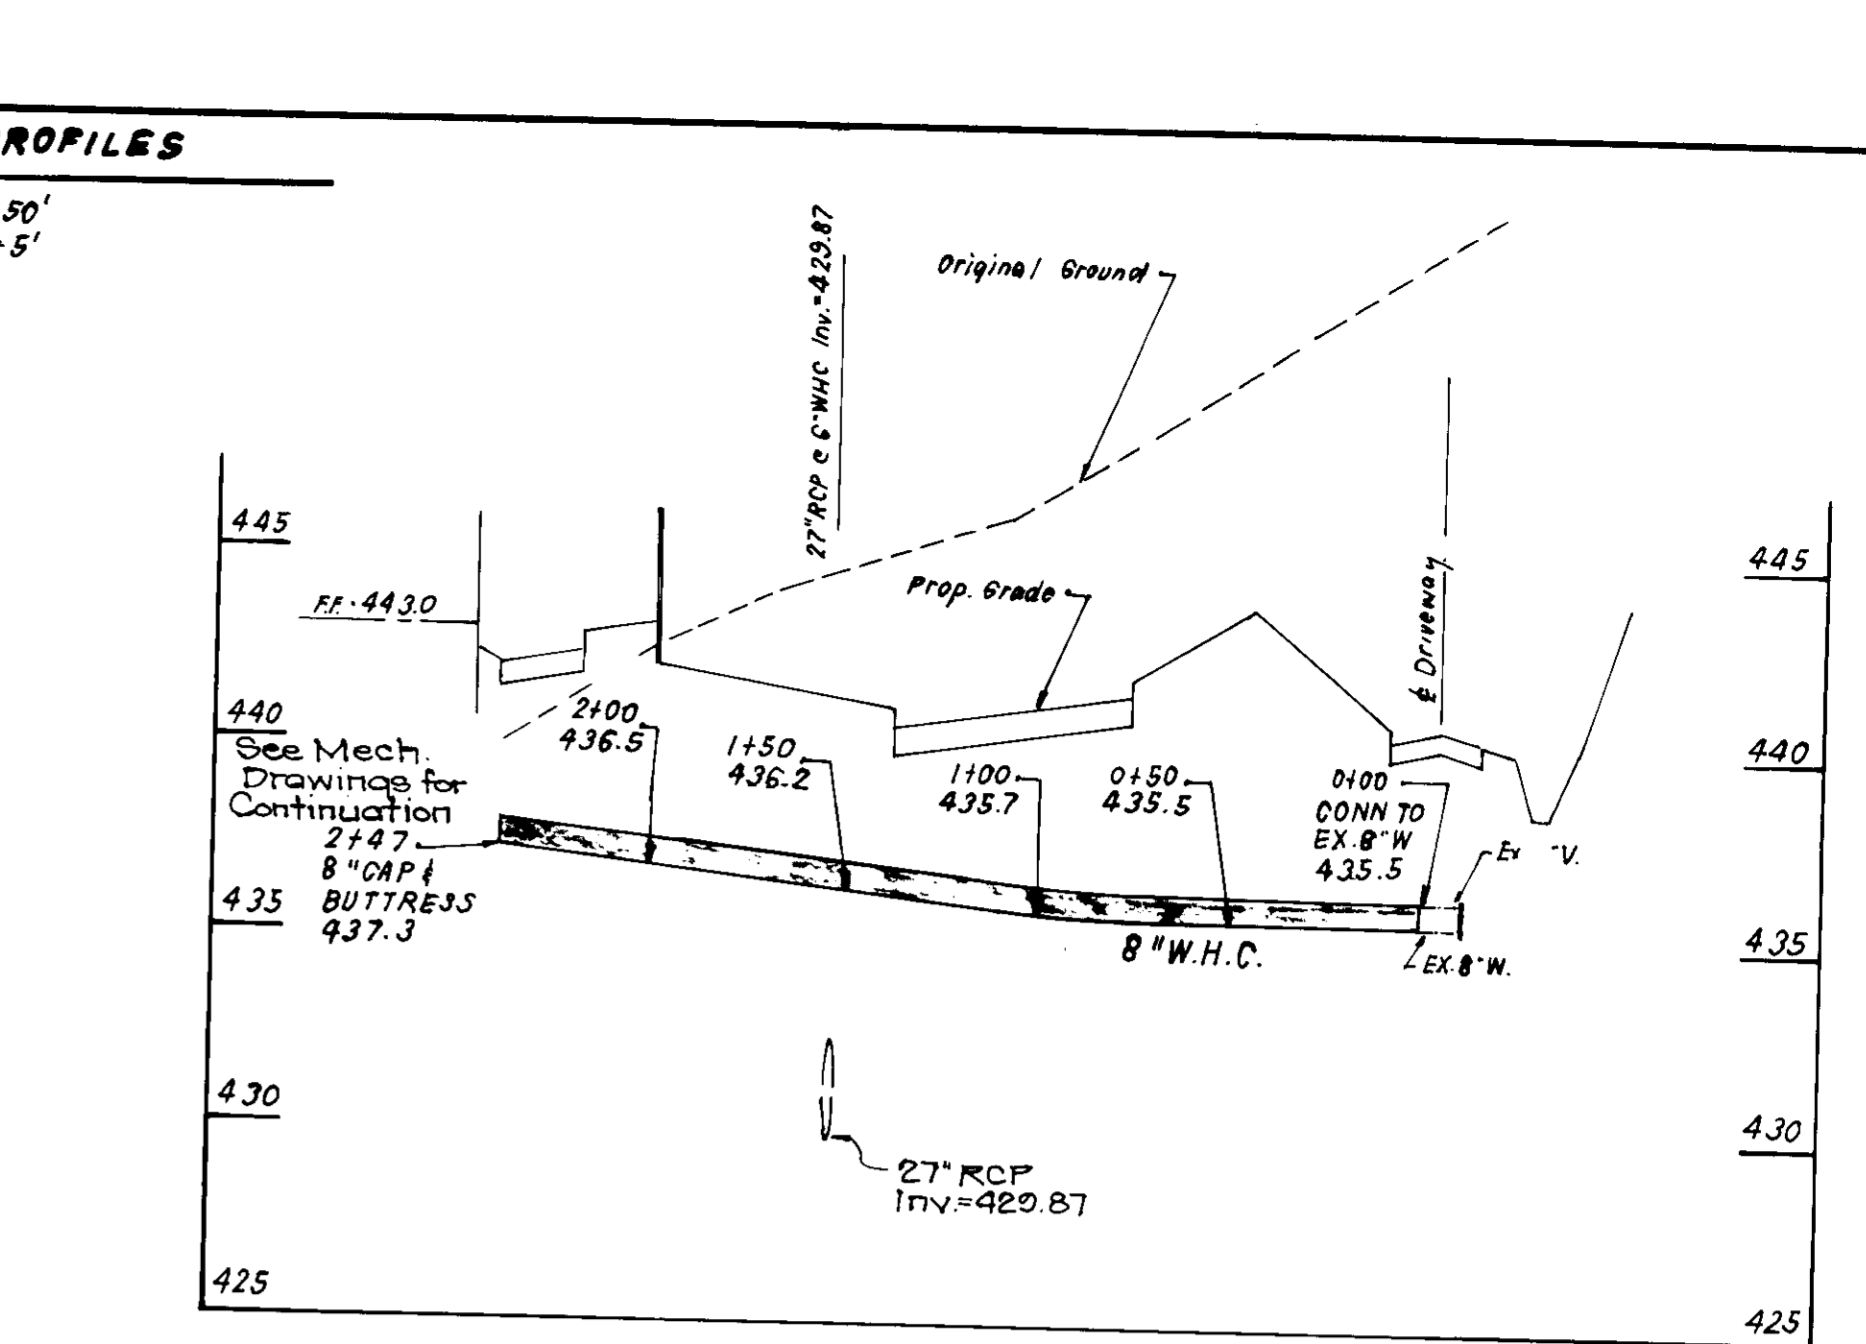 ROFILES
50'
5'
27"RCP @ 6"WHC Inv.=429.87
Original Ground
445
F.F. 443.0
Prop. Grade
℄ Driveway
445
440
See Mech.
Drawings for
Continuation
2+47
8"CAP &
BUTTRESS
437.3
2+00
436.5
1+50
436.2
1+00
435.7
0+50
435.5
0+00
CONN TO
EX.8"W
435.5
440
435
8"W.H.C.
EX.8"W.
435
430
27" RCP
Inv.=429.87
430
425
425